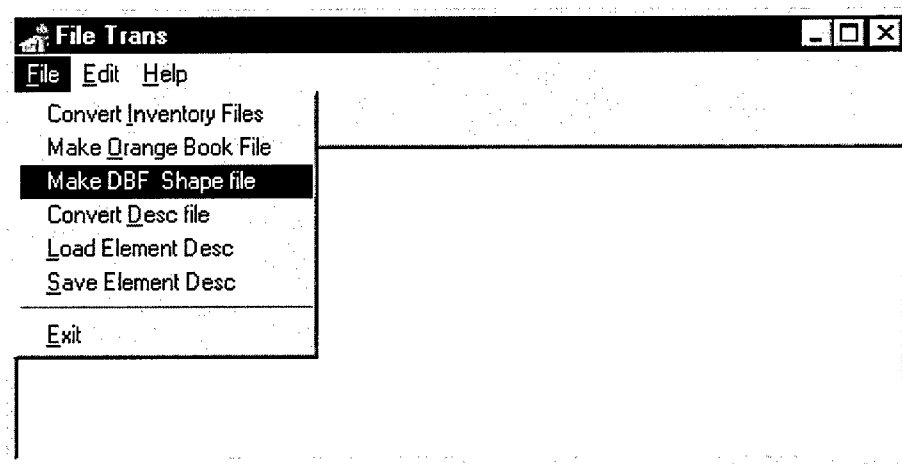 File Trans
File Edit Help
Convert Inventory Files
Make Orange Book File
Make DBF Shape file
Convert Desc file
Load Element Desc
Save Element Desc
Exit